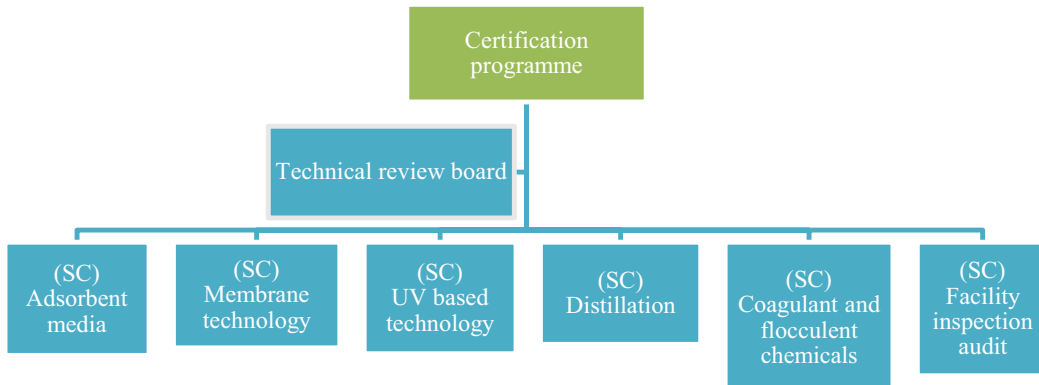 Certification
programme
Technical review board
(SC)
Adsorbent
media
(SC)
Membrane
technology
(SC)
UV based
technology
(SC)
Distillation
(SC)
Coagulant and
flocculent
chemicals
(SC)
Facility
inspection
audit